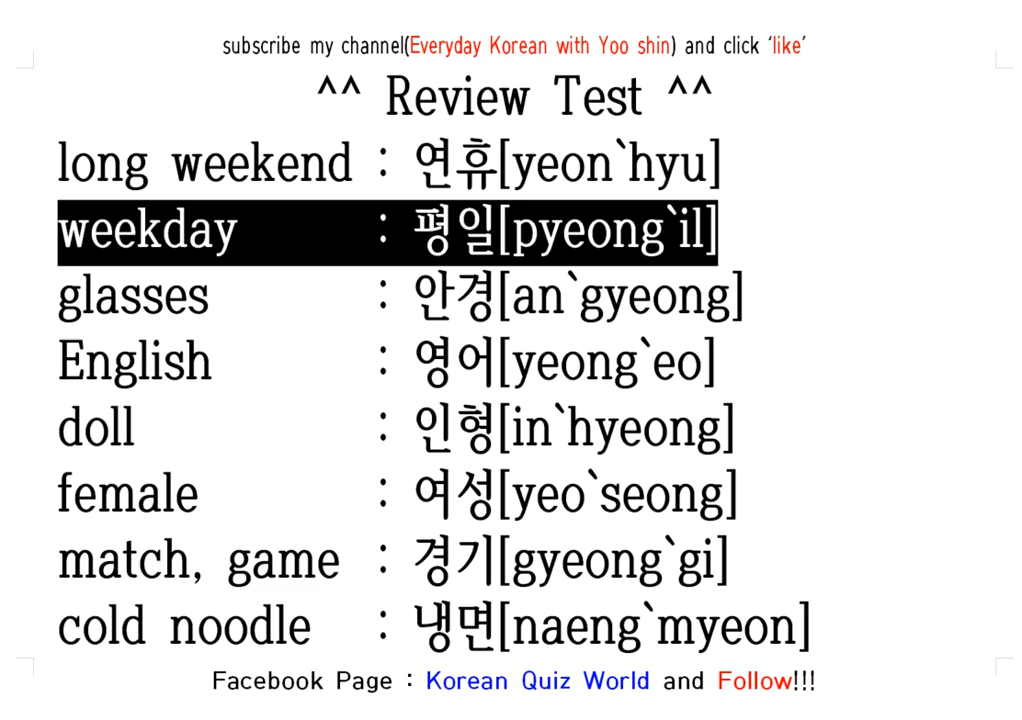 subscribe my channel(Everyday Korean with Yoo shin) and click ‘like’
^^ Review Test ^^
long weekend : 연휴[yeon`hyu]
weekday : 평일[pyeong`il]
glasses : 안경[an`gyeong]
English : 영어[yeong`eo]
doll : 인형[in`hyeong]
female : 여성[yeo`seong]
match, game : 경기[gyeong`gi]
cold noodle : 냉면[naeng`myeon]
Facebook Page : Korean Quiz World and Follow!!!